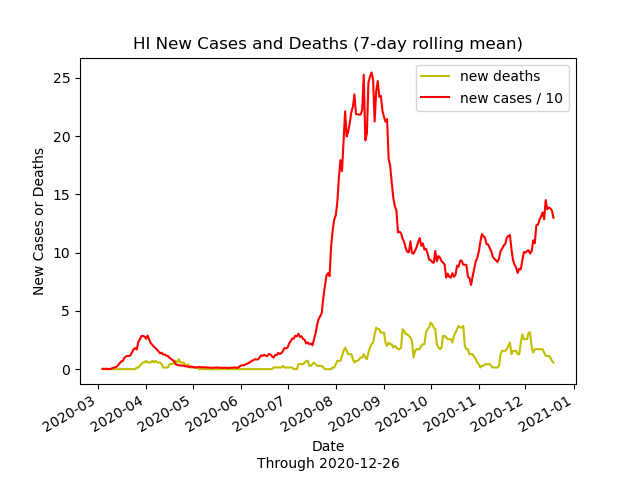 HI New Cases and Deaths (7-day rolling mean)
new deaths
new cases / 10
New Cases or Deaths
25
20
15
10
5
0
2020-03
2020-04
2020-05
2020-06
2020-07
2020-08
2020-09
2020-10
2020-11
2020-12
2021-01
Date
Through 2020-12-26